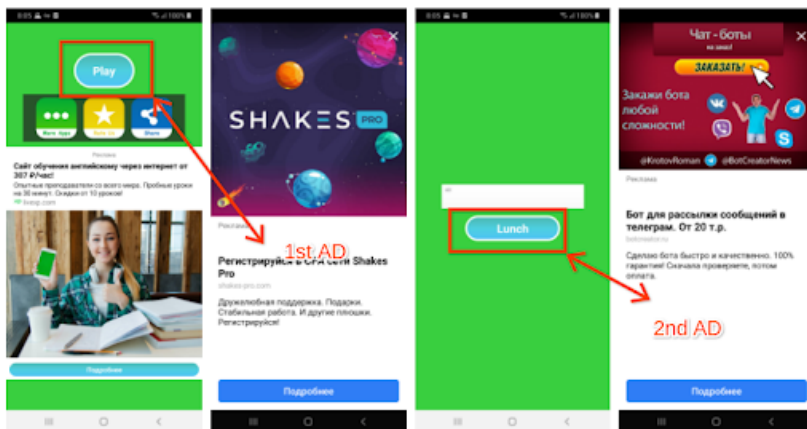 8:05
100%
Play
More Apps
Rate Us
Share
Реклама
Сайт обучения английскому через интернет от
307 ₽/час!
Опытные преподаватели со всего мира. Пробные уроки
на 30 минут. Скидки от 10 уроков!
Подробнее
SHAKES PRO
Реклама
1st AD
Регистрируйся в CPA сети Shakes
Pro
shakes-pro.com
Дружелюбная поддержка. Подарки.
Стабильная работа. И другие плюшки.
Регистрируйся!
Подробнее
8:05
100%
Lunch
Чат-боты
на заказ!
ЗАКАЗАТЬ!
Закажи бота
любой
сложности!
@KrotovRoman @BotCreatorNews
Реклама
Бот для рассылки сообщений в
телеграм. От 20 т.р.
Сделаю бота быстро и качественно. 100%
гарантия! Сначала проверяете, потом
оплата.
2nd AD
Подробнее